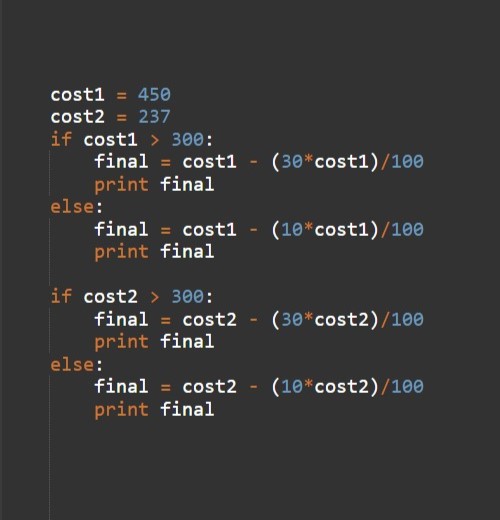 cost1 = 450
cost2 = 237
if cost1 > 300:
    final = cost1 - (30*cost1)/100
    print final
else:
    final = cost1 - (10*cost1)/100
    print final

if cost2 > 300:
    final = cost2 - (30*cost2)/100
    print final
else:
    final = cost2 - (10*cost2)/100
    print final